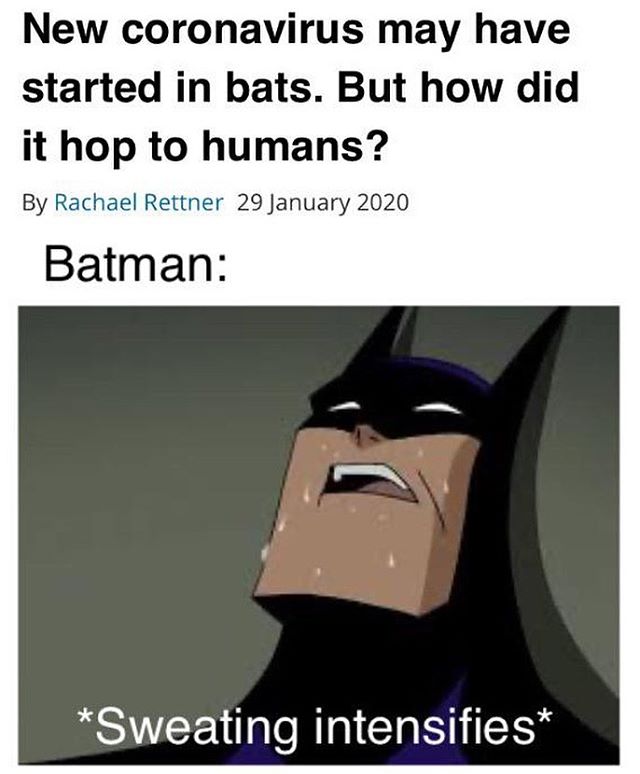 New coronavirus may have
started in bats. But how did
it hop to humans?
By Rachael Rettner 29 January 2020
Batman:
*Sweating intensifies*